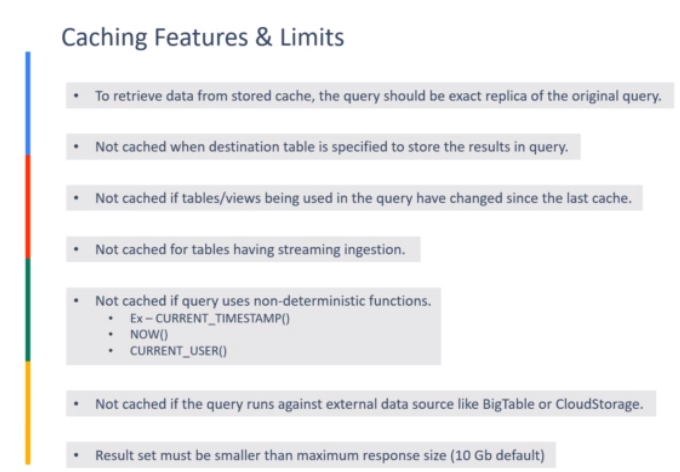 Caching Features & Limits
• To retrieve data from stored cache, the query should be exact replica of the original query.
• Not cached when destination table is specified to store the results in query.
• Not cached if tables/views being used in the query have changed since the last cache.
• Not cached for tables having streaming ingestion.
• Not cached if query uses non-deterministic functions.
• Ex – CURRENT_TIMESTAMP()
• NOW()
• CURRENT_USER()
• Not cached if the query runs against external data source like BigTable or CloudStorage.
• Result set must be smaller than maximum response size (10 Gb default)